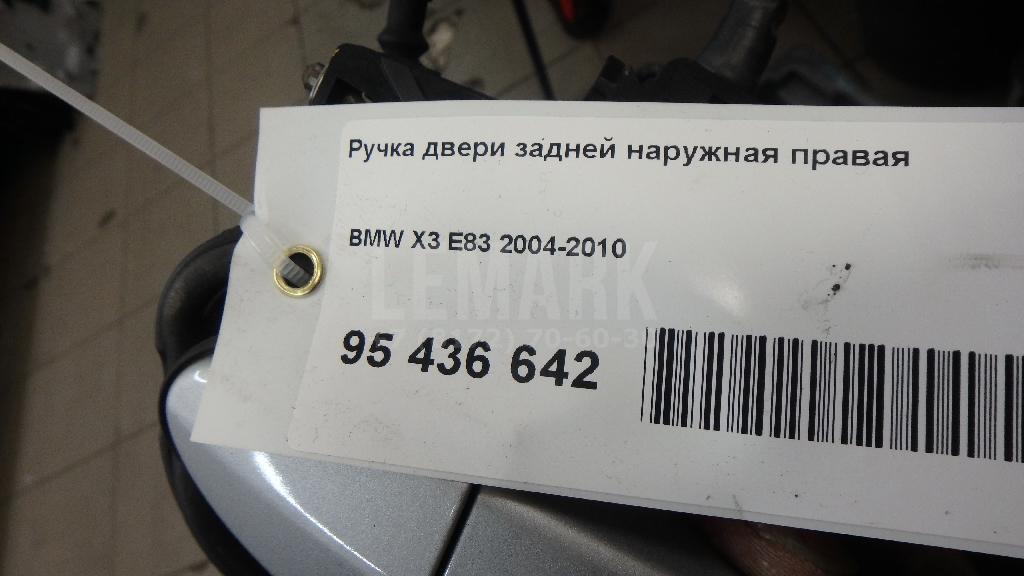 Ручка двери задней наружная правая
BMW X3 E83 2004-2010
LEMARK
95 436 642